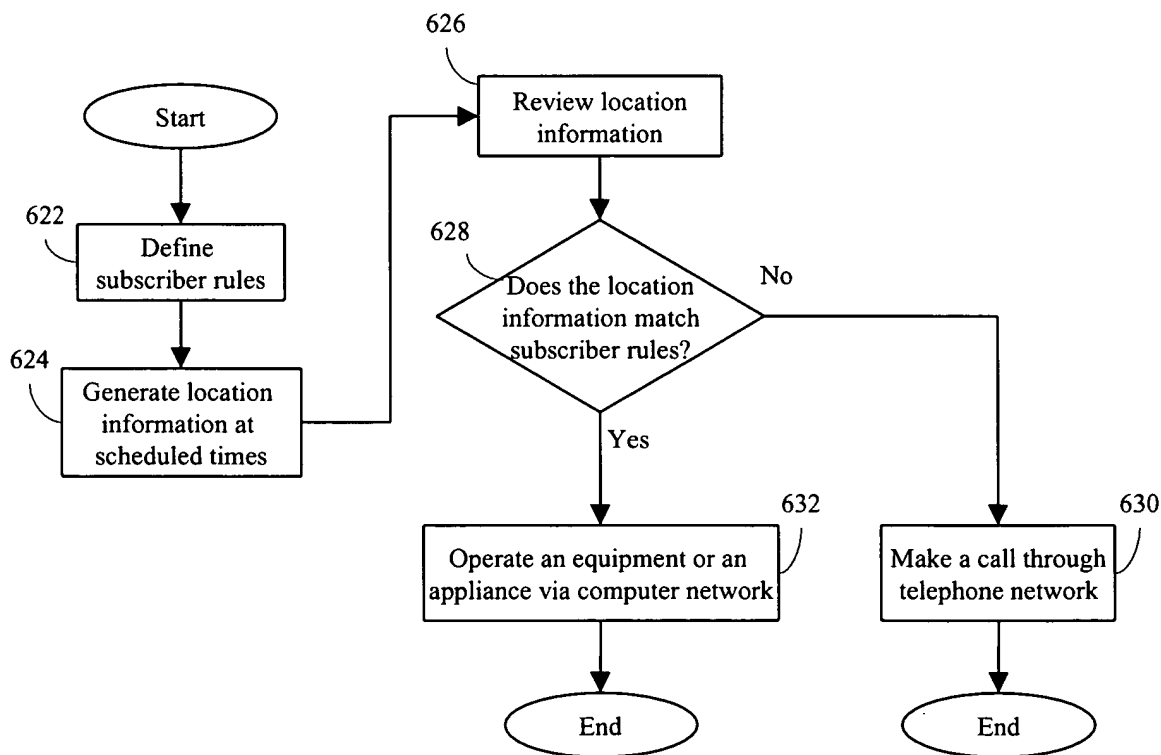 Start
622
Define
subscriber rules
624
Generate location
information at
scheduled times
626
Review location
information
628
Does the location
information match
subscriber rules?
No
Yes
632
Operate an equipment or an
appliance via computer network
630
Make a call through
telephone network
End
End